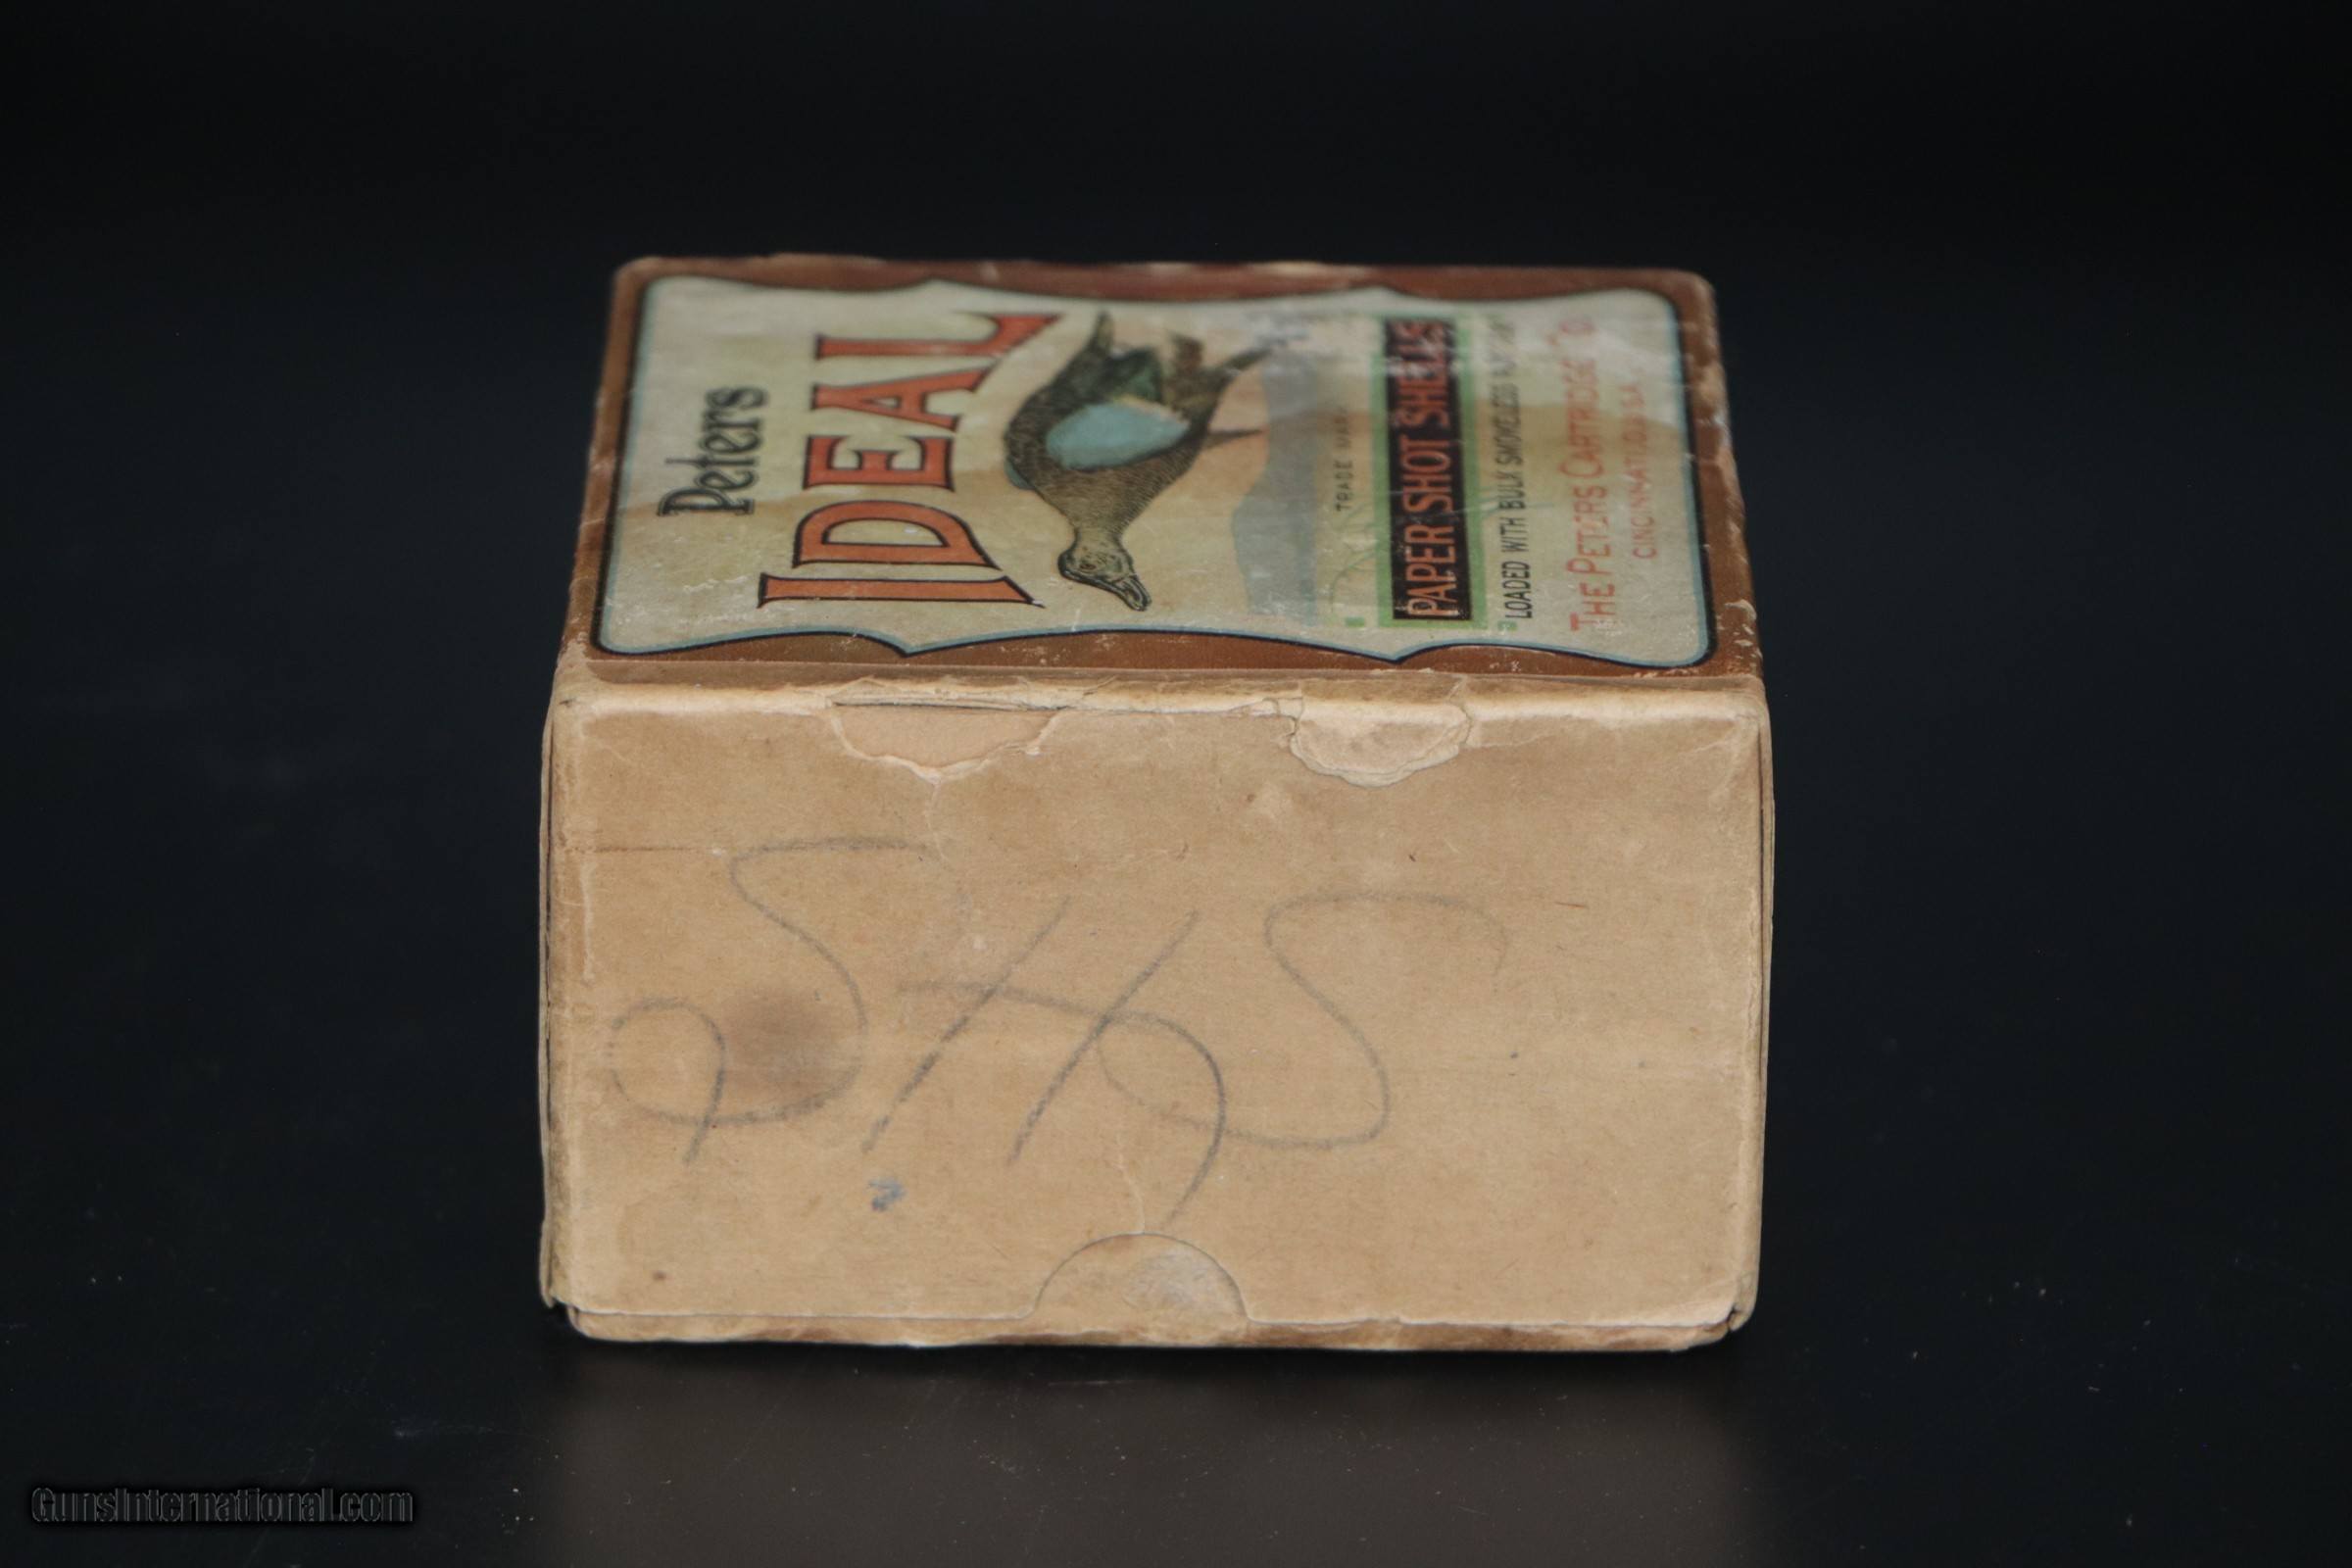 Peters
IDEAL
TRADE MARK
PAPER SHOT SHELLS
LOADED WITH BULK SMOKELESS
THE PETERS CARTRIDGE CO.
CINCINNATI, O. U.S.A.
GunsInternational.com